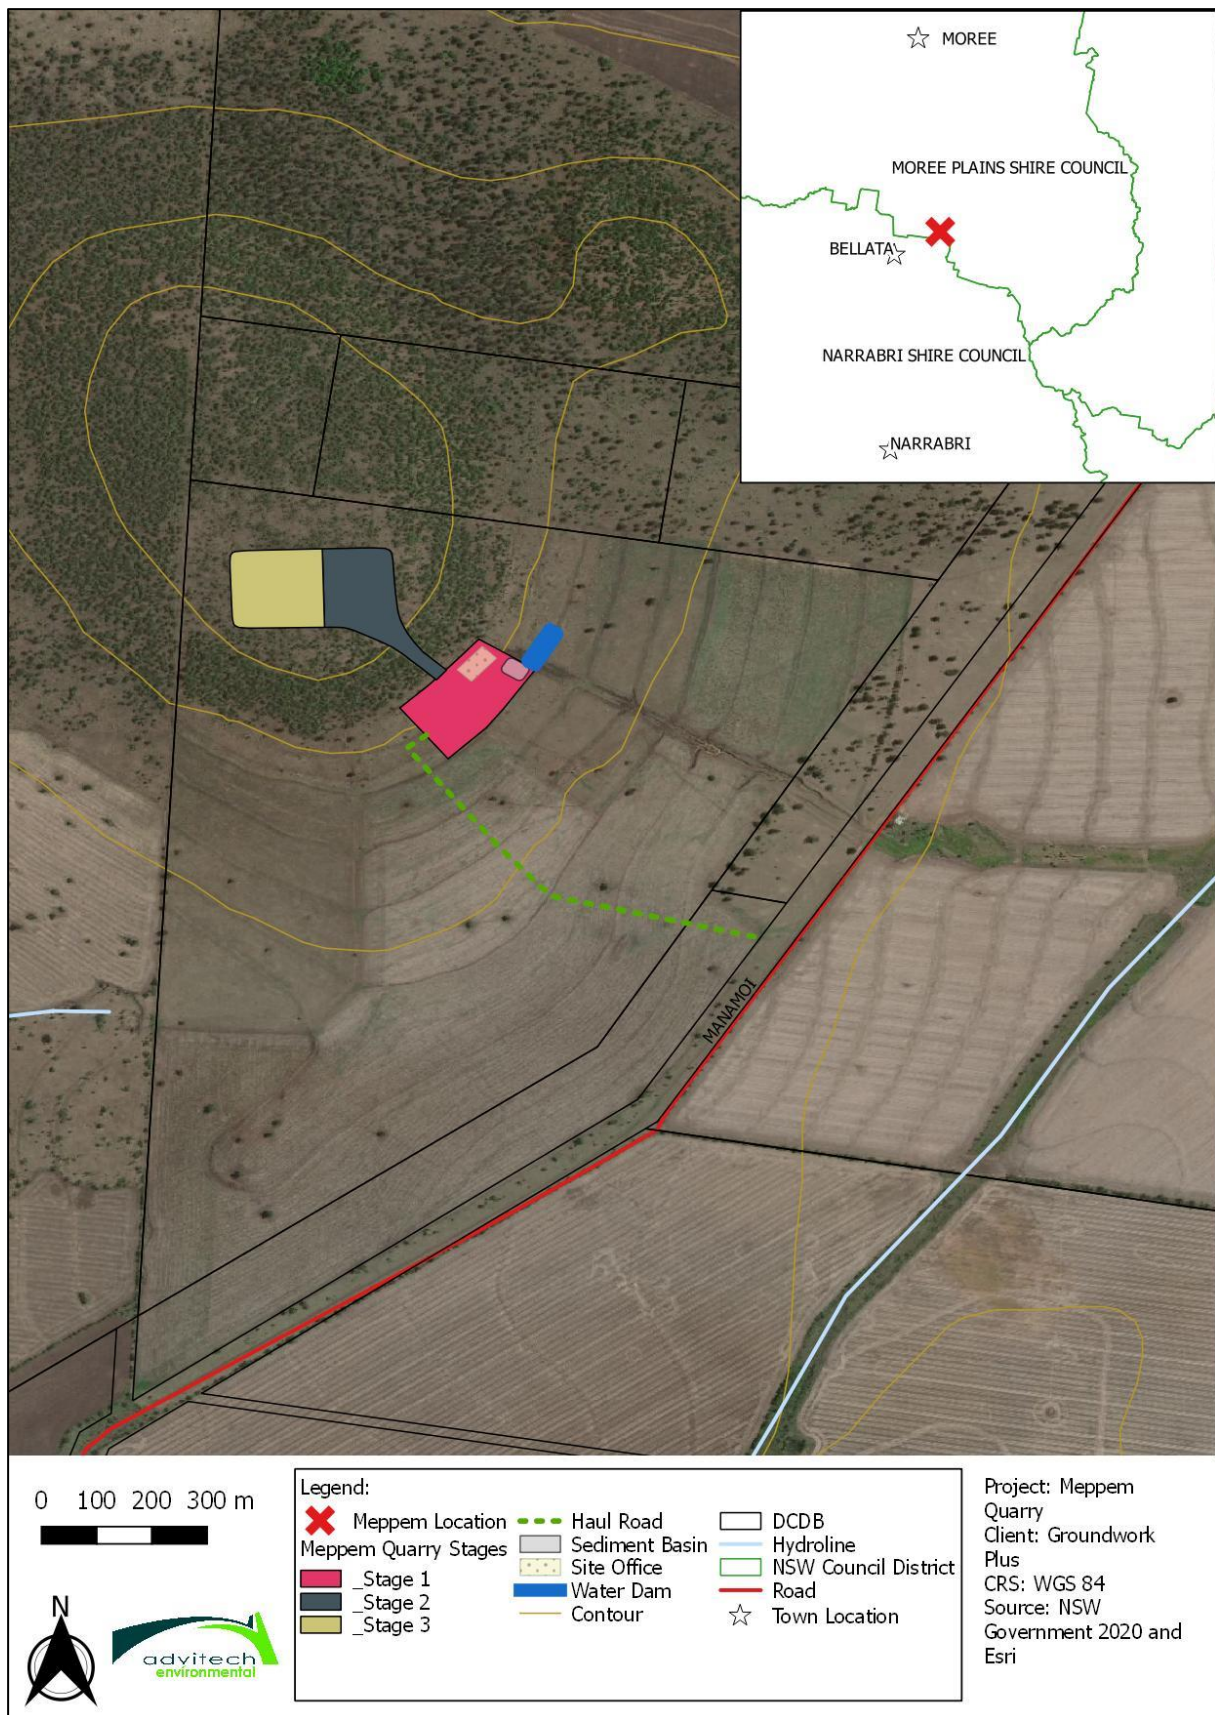 MOREE
MOREE PLAINS SHIRE COUNCIL
BELLATA
NARRABRI SHIRE COUNCIL
NARRABRI
MANAMOI
0 100 200 300 m
N
advitech
environmental
Legend:
Meppem Location
Meppem Quarry Stages
_Stage 1
_Stage 2
_Stage 3
Haul Road
Sediment Basin
Site Office
Water Dam
Contour
DCDB
Hydroline
NSW Council District
Road
Town Location
Project: Meppem
Quarry
Client: Groundwork
Plus
CRS: WGS 84
Source: NSW
Government 2020 and
Esri